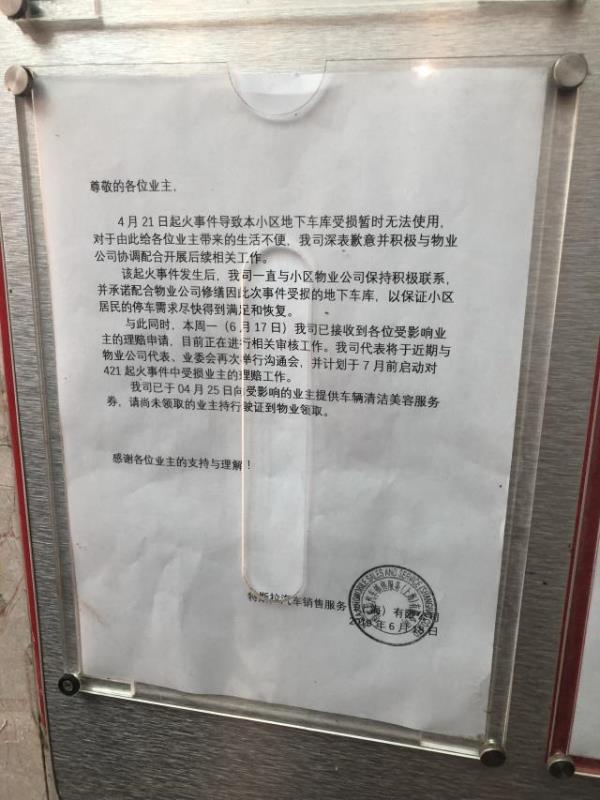 尊敬的各位业主，
4月21日起火事件导致本小区地下车库受损暂时无法使用，
对于由此给各位业主带来的生活不便，我司深表歉意并积极与物业
公司协调配合开展后续相关工作。
该起火事件发生后，我司一直与小区物业公司保持积极联系，
并承诺配合物业公司修缮因此次事件受损的地下车库，以保证小区
居民的停车需求尽快得到满足和恢复。
与此同时，本周一（6月17日）我司已接收到各位受影响业
主的理赔申请，目前正在进行相关审核工作。我司代表将于近期与
物业公司代表、业委会再次举行沟通会，并计划于7月前启动对
421起火事件中受损业主的理赔工作。
我司已于04月25日向受影响的业主提供车辆清洁美容服务
券，请尚未领取的业主持行驶证到物业领取。
感谢各位业主的支持与理解！
特斯拉汽车销售服务（上海）有限公司
2019年6月18日